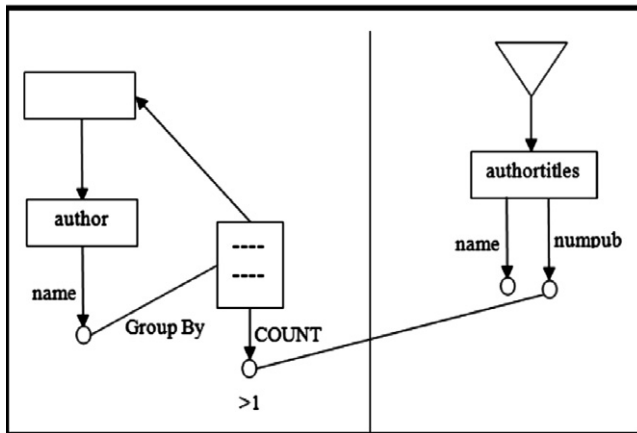 author
name
Group By
----
----
COUNT
>1
authortitles
name
numpub